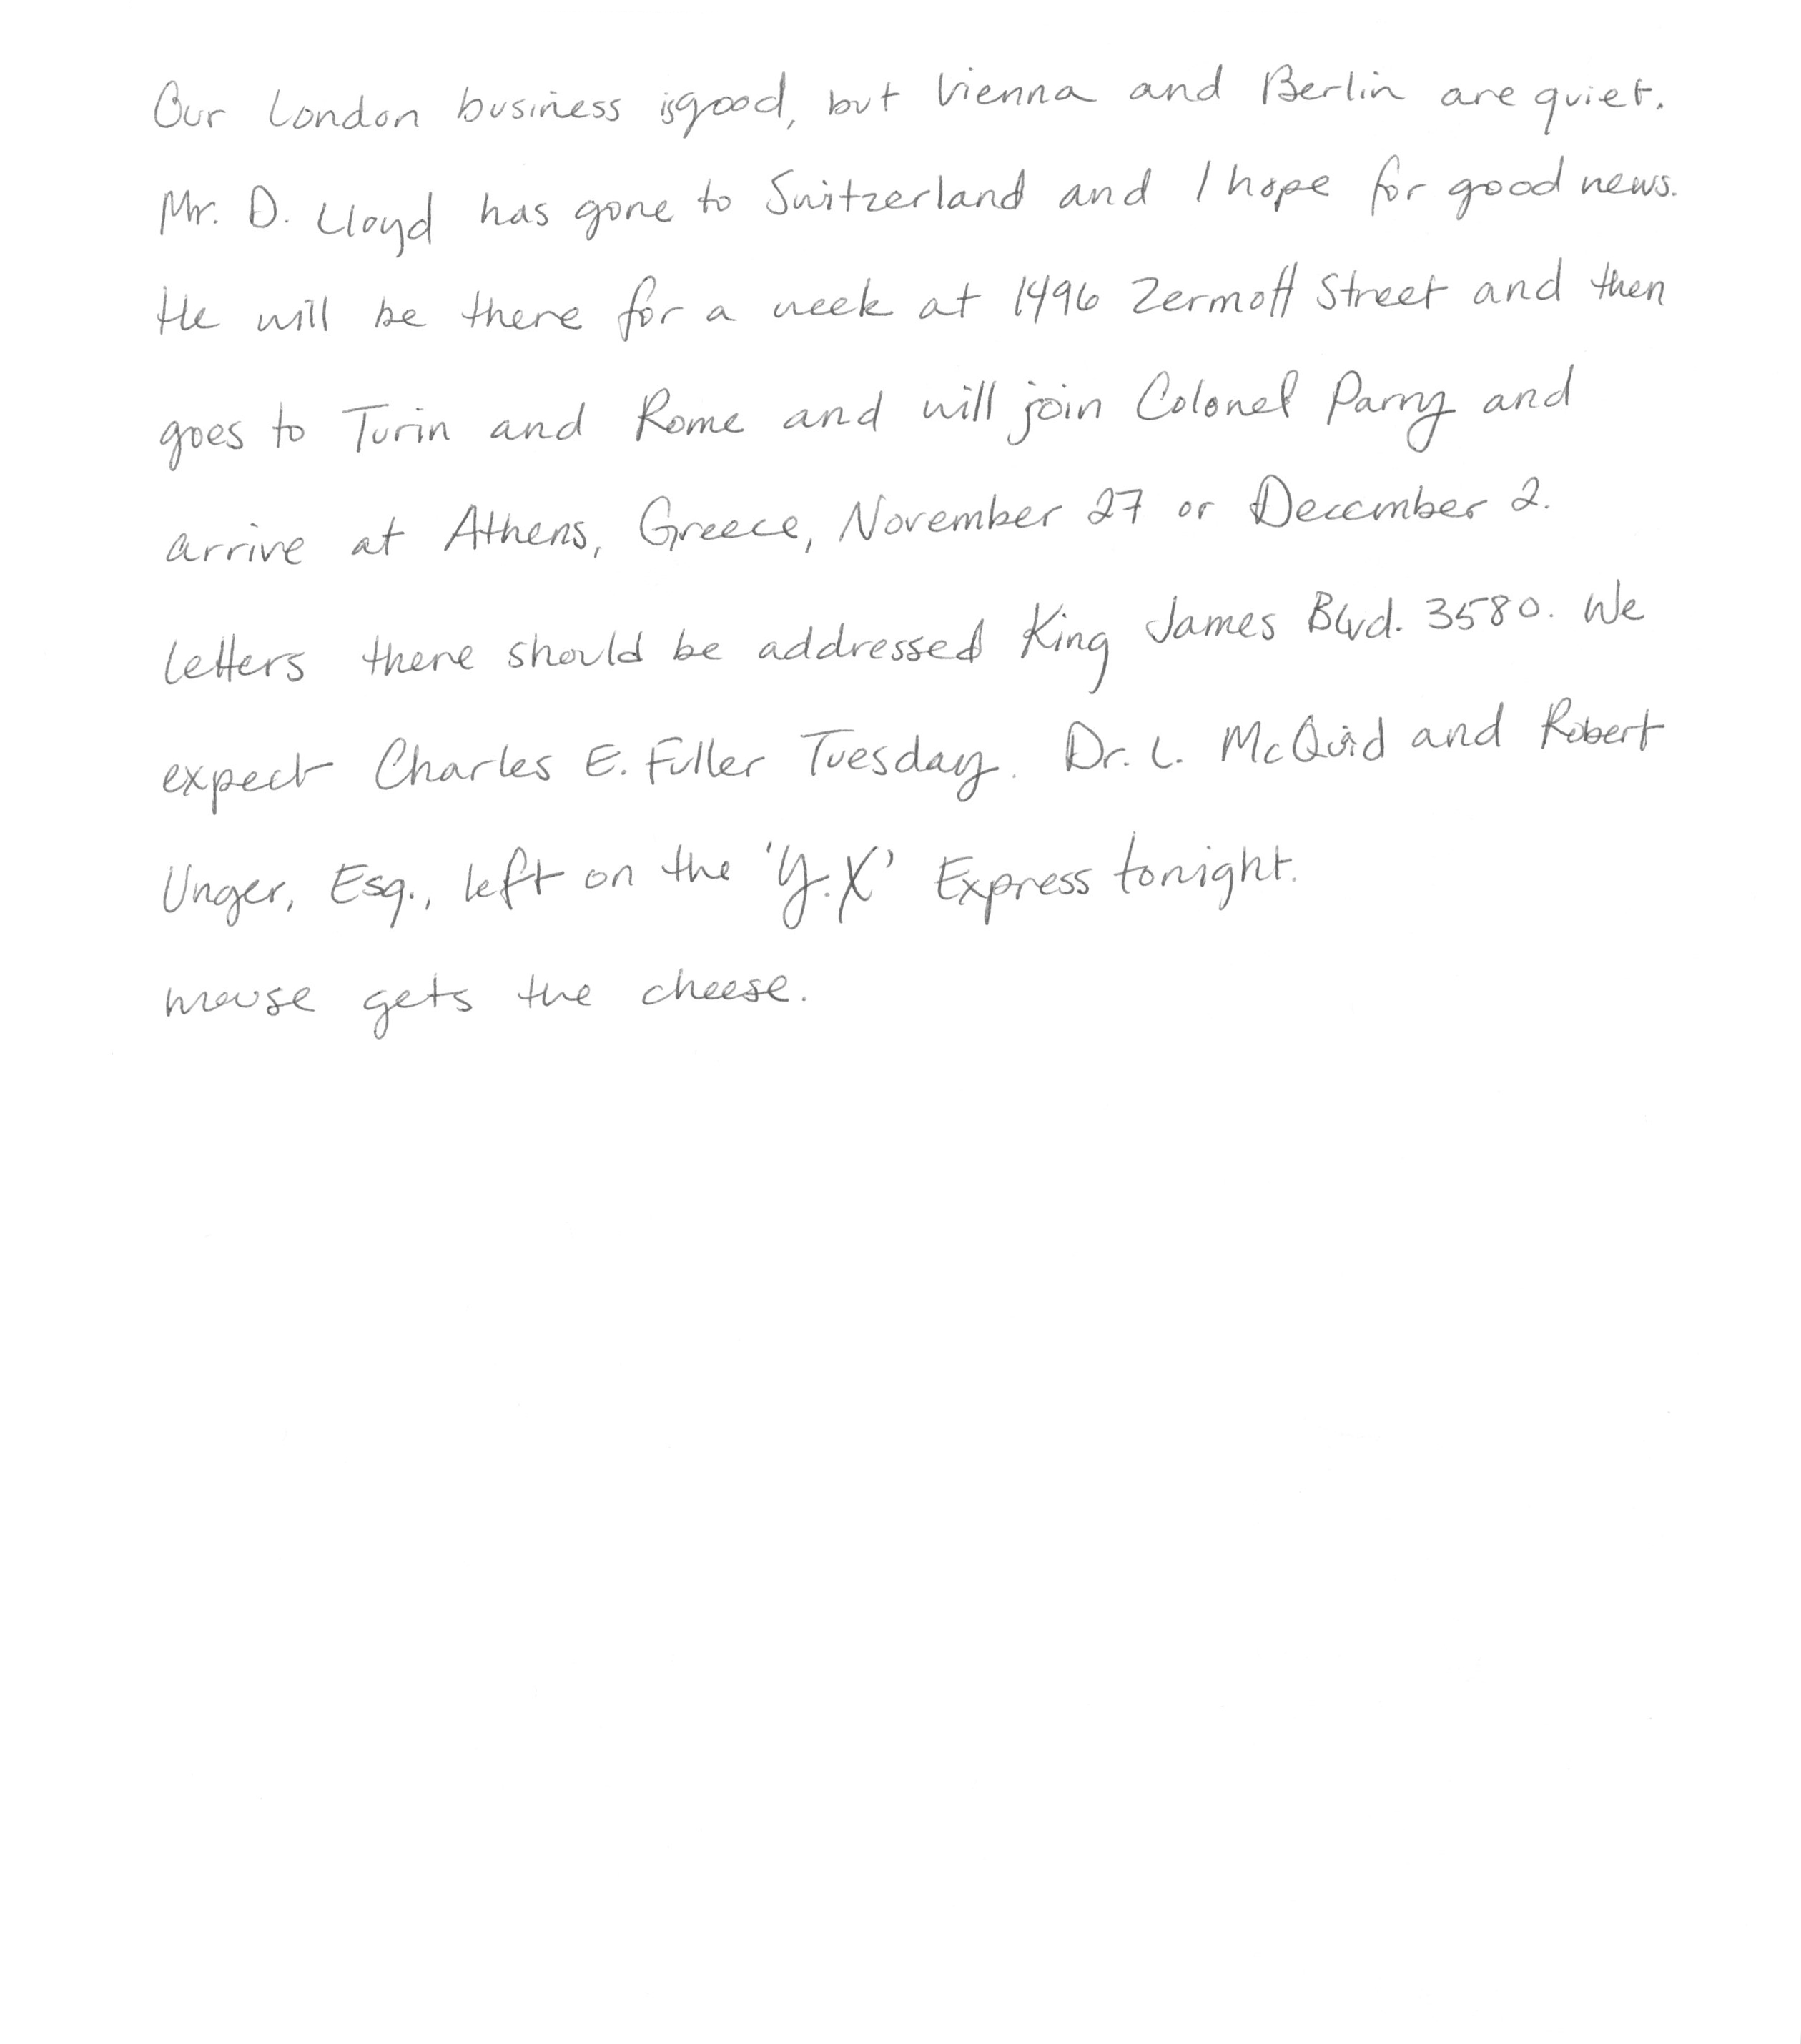 Our London business is good, but Vienna and Berlin are quiet.
Mr. D. Lloyd has gone to Switzerland and I hope for good news.
He will be there for a week at 1496 Zermott Street and then
goes to Turin and Rome and will join Colonel Parry and
arrive at Athens, Greece, November 27 or December 2.
Letters there should be addressed King James Blvd. 3580. We
expect Charles E. Fuller Tuesday. Dr. L. McQuid and Robert
Unger, Esq., left on the 'Y.X' Express tonight.
mouse gets the cheese.